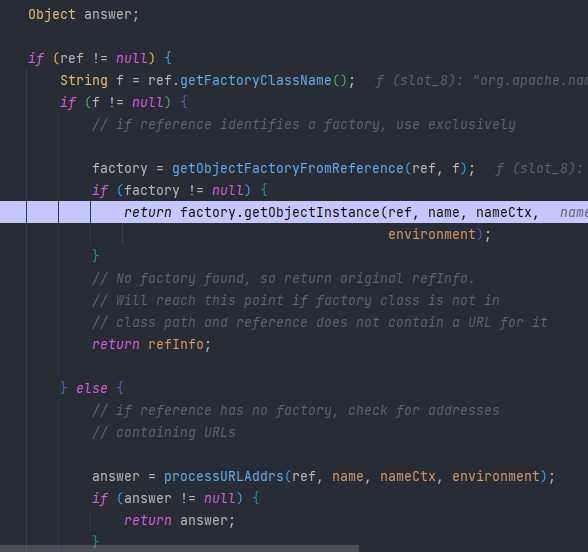 Object answer;
if (ref != null) {
String f = ref.getFactoryClassName(); f (slot_8): "org.apache.nam
if (f != null) {
// if reference identifies a factory, use exclusively
factory = getObjectFactoryFromReference(ref, f); f (slot_8):
if (factory != null) {
return factory.getObjectInstance(ref, name, nameCtx, name
environment);
}
// No factory found, so return original refInfo.
// Will reach this point if factory class is not in
// class path and reference does not contain a URL for it
return refInfo;
} else {
// if reference has no factory, check for addresses
// containing URLs
answer = processURLAddrs(ref, name, nameCtx, environment);
if (answer != null) {
return answer;
}